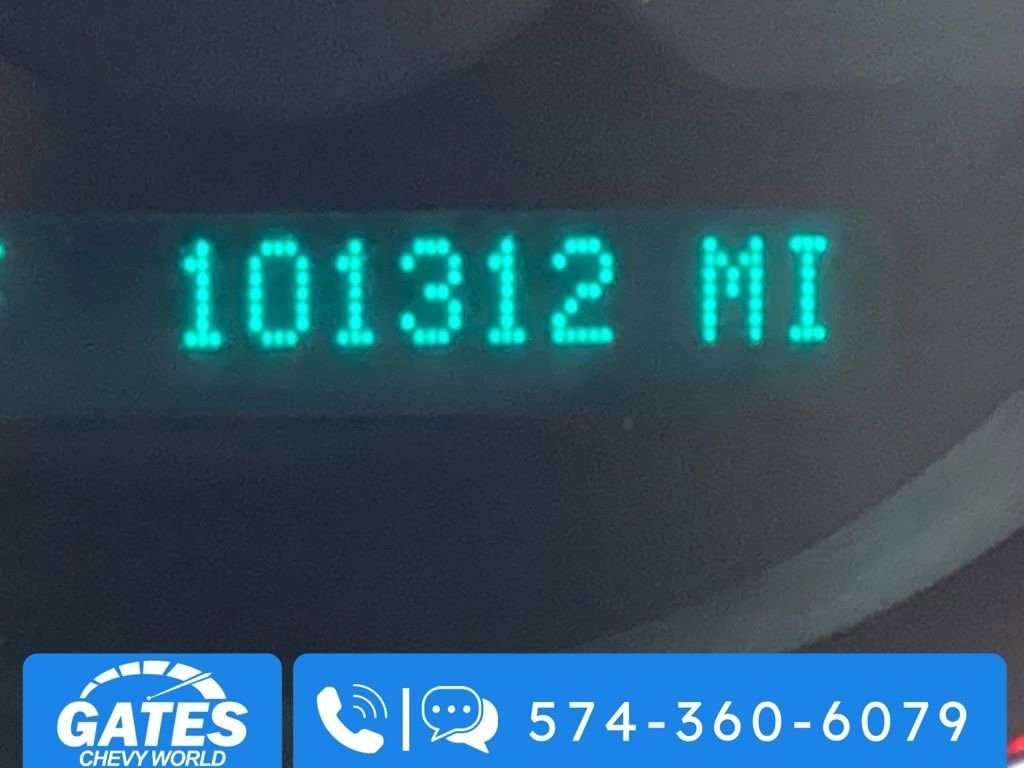 101312 MI
GATES
CHEVY WORLD
574-360-6079